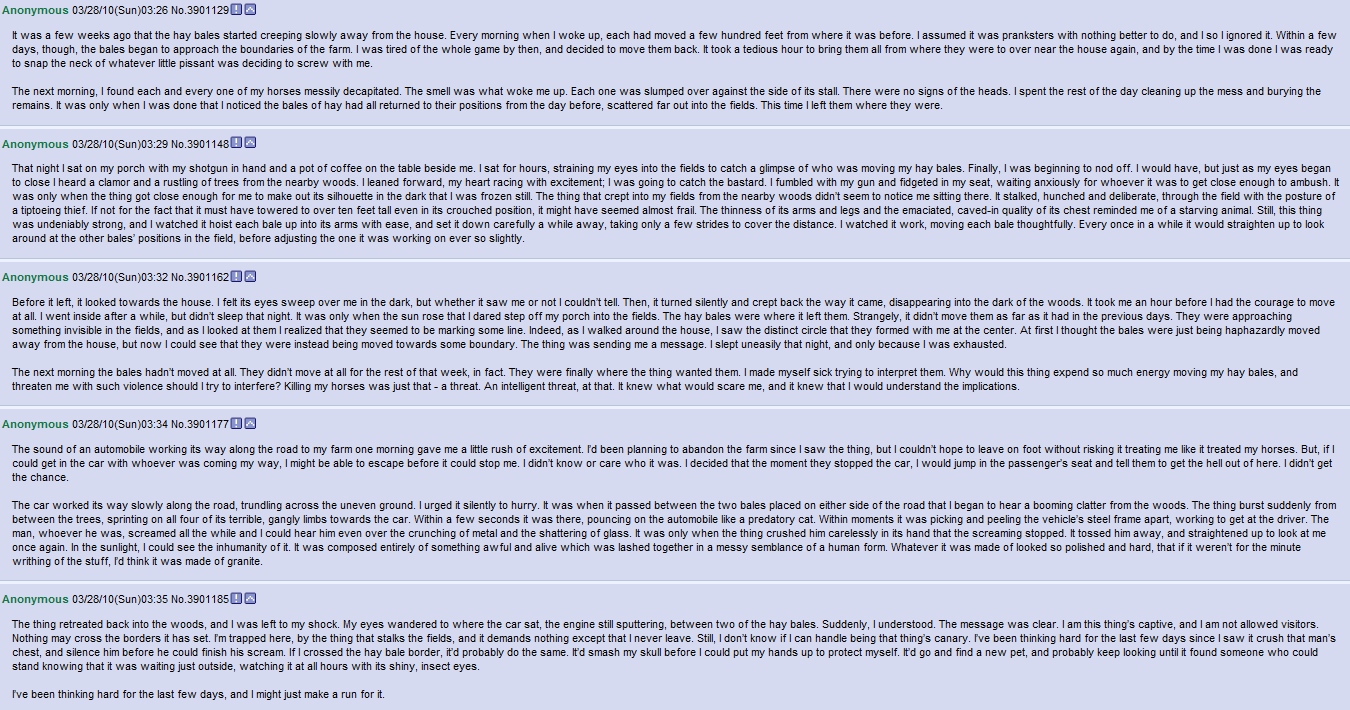 Anonymous 03/28/10(Sun)03:26 No.3901129
It was a few weeks ago that the hay bales started creeping slowly away from the house. Every morning when I woke up, each had moved a few hundred feet from where it was before. I assumed it was pranksters with nothing better to do, and I so I ignored it. Within a few
days, though, the bales began to approach the boundaries of the farm. I was tired of the whole game by then, and decided to move them back. It took a tedious hour to bring them all from where they were to over near the house again, and by the time I was done I was ready
to snap the neck of whatever little pissant was deciding to screw with me.
The next morning, I found each and every one of my horses messily decapitated. The smell was what woke me up. Each one was slumped over against the side of its stall. There were no signs of the heads. I spent the rest of the day cleaning up the mess and burying the
remains. It was only when I was done that I noticed the bales of hay had all returned to their positions from the day before, scattered far out into the fields. This time I left them where they were.
Anonymous 03/28/10(Sun)03:29 No.3901148
That night I sat on my porch with my shotgun in hand and a pot of coffee on the table beside me. I sat for hours, straining my eyes into the fields to catch a glimpse of who was moving my hay bales. Finally, I was beginning to nod off. I would have, but just as my eyes began
to close I heard a clamor and a rustling of trees from the nearby woods. I leaned forward, my heart racing with excitement; I was going to catch the bastard. I fumbled with my gun and fidgeted in my seat, waiting anxiously for whoever it was to get close enough to ambush. It
was only when the thing got close enough for me to make out its silhouette in the dark that I was frozen still. The thing that crept into my fields from the nearby woods didn't seem to notice me sitting there. It stalked, hunched and deliberate, through the field with the posture of
a tiptoeing thief. If not for the fact that it must have towered to over ten feet tall even in its crouched position, it might have seemed almost frail. The thinness of its arms and legs and the emaciated, caved-in quality of its chest reminded me of a starving animal. Still, this thing
was undeniably strong, and I watched it hoist each bale up into its arms with ease, and set it down carefully a while away, taking only a few strides to cover the distance. I watched it work, moving each bale thoughtfully. Every once in a while it would straighten up to look
around at the other bales' positions in the field, before adjusting the one it was working on ever so slightly.
Anonymous 03/28/10(Sun)03:32 No.3901162
Before it left, it looked towards the house. I felt its eyes sweep over me in the dark, but whether it saw me or not I couldn't tell. Then, it turned silently and crept back the way it came, disappearing into the dark of the woods. It took me an hour before I had the courage to move
at all. I went inside after a while, but didn't sleep that night. It was only when the sun rose that I dared step off my porch into the fields. The hay bales were where it left them. Strangely, it didn't move them as far as it had in the previous days. They were approaching
something invisible in the fields, and as I looked at them I realized that they seemed to be marking some line. Indeed, as I walked around the house, I saw the distinct circle that they formed with me at the center. At first I thought the bales were just being haphazardly moved
away from the house, but now I could see that they were instead being moved towards some boundary. The thing was sending me a message. I slept uneasily that night, and only because I was exhausted.
The next morning the bales hadn't moved at all. They didn't move at all for the rest of that week, in fact. They were finally where the thing wanted them. I made myself sick trying to interpret them. Why would this thing expend so much energy moving my hay bales, and
threaten me with such violence should I try to interfere? Killing my horses was just that - a threat. An intelligent threat, at that. It knew what would scare me, and it knew that I would understand the implications.
Anonymous 03/28/10(Sun)03:34 No.3901177
The sound of an automobile working its way along the road to my farm one morning gave me a little rush of excitement. I'd been planning to abandon the farm since I saw the thing, but I couldn't hope to leave on foot without risking it treating me like it treated my horses. But, if I
could get in the car with whoever was coming my way, I might be able to escape before it could stop me. I didn't know or care who it was. I decided that the moment they stopped the car, I would jump in the passenger's seat and tell them to get the hell out of here. I didn't get
the chance.
The car worked its way slowly along the road, trundling across the uneven ground. I urged it silently to hurry. It was when it passed between the two bales placed on either side of the road that I began to hear a booming clatter from the woods. The thing burst suddenly from
between the trees, sprinting on all four of its terrible, gangly limbs towards the car. Within a few seconds it was there, pouncing on the automobile like a predatory cat. Within moments it was picking and peeling the vehicle's steel frame apart, working to get at the driver. The
man, whoever he was, screamed all the while and I could hear him even over the crunching of metal and the shattering of glass. It was only when the thing crushed him carelessly in its hand that the screaming stopped. It tossed him away, and straightened up to look at me
once again. In the sunlight, I could see the inhumanity of it. It was composed entirely of something awful and alive which was lashed together in a messy semblance of a human form. Whatever it was made of looked so polished and hard, that if it weren't for the minute
writhing of the stuff, I'd think it was made of granite.
Anonymous 03/28/10(Sun)03:35 No.3901185
The thing retreated back into the woods, and I was left to my shock. My eyes wandered to where the car sat, the engine still sputtering, between two of the hay bales. Suddenly, I understood. The message was clear. I am this thing's captive, and I am not allowed visitors.
Nothing may cross the borders it has set. I'm trapped here, by the thing that stalks the fields, and it demands nothing except that I never leave. Still, I don't know if I can handle being that thing's canary. I've been thinking hard for the last few days since I saw it crush that man's
chest, and silence him before he could finish his scream. If I crossed the hay bale border, it'd probably do the same. It'd smash my skull before I could put my hands up to protect myself. It'd go and find a new pet, and probably keep looking until it found someone who could
stand knowing that it was waiting just outside, watching it at all hours with its shiny, insect eyes.
I've been thinking hard for the last few days, and I might just make a run for it.